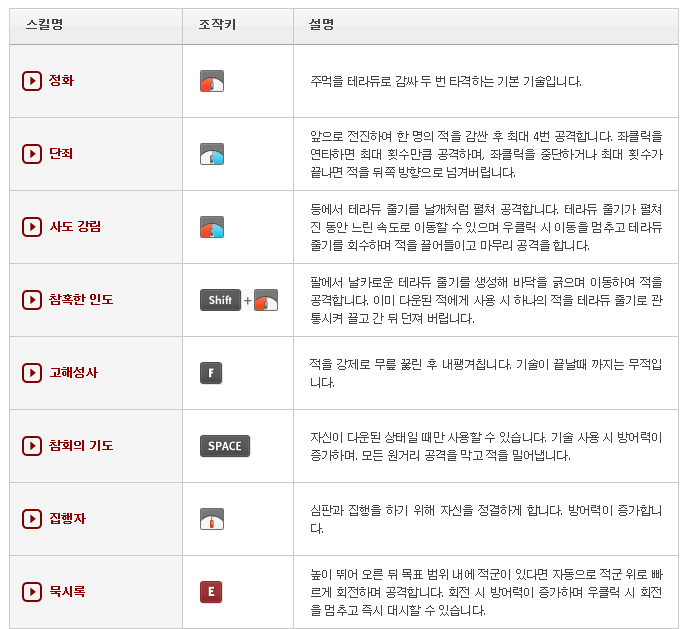 스킬명 조작키 설명
정화 주먹을 테라듀로 감싸 두 번 타격하는 기본 기술입니다.
단죄 앞으로 전진하여 한 명의 적을 감싼 후 최대 4번 공격합니다. 좌클릭을
연타하면 최대 횟수만큼 공격하며, 좌클릭을 중단하거나 최대 횟수가
끝나면 적을 뒤쪽 방향으로 넘겨버립니다.
사도 강림 등에서 테라듀 줄기를 날개처럼 펼쳐 공격합니다. 테라듀 줄기가 펼쳐
진 동안 느린 속도로 이동할 수 있으며 우클릭 시 이동을 멈추고 테라듀
줄기를 회수하며 적을 끌어들이고 마무리 공격을 합니다.
참혹한 인도 Shift + 팔에서 날카로운 테라듀 줄기를 생성해 바닥을 긁으며 이동하여 적을
공격합니다. 이미 다운된 적에게 사용 시 하나의 적을 테라듀 줄기로 관
통시켜 끌고 간 뒤 던져 버립니다.
고해성사 F 적을 강제로 무릎 꿇린 후 내팽겨칩니다. 기술이 끝날때 까지는 무적입
니다.
참회의 기도 SPACE 자신이 다운된 상태일 때만 사용할 수 있습니다. 기술 사용 시 방어력이
증가하며. 모든 원거리 공격을 막고 적을 밀어냅니다.
집행자 심판과 집행을 하기 위해 자신을 정결하게 합니다. 방어력이 증가합니
다.
묵시록 E 높이 뛰어 오른 뒤 목표 범위 내에 적군이 있다면 자동으로 적군 위로 빠
르게 회전하며 공격합니다. 회전 시 방어력이 증가하며 우클릭 시 회전
을 멈추고 즉시 대시할 수 있습니다.